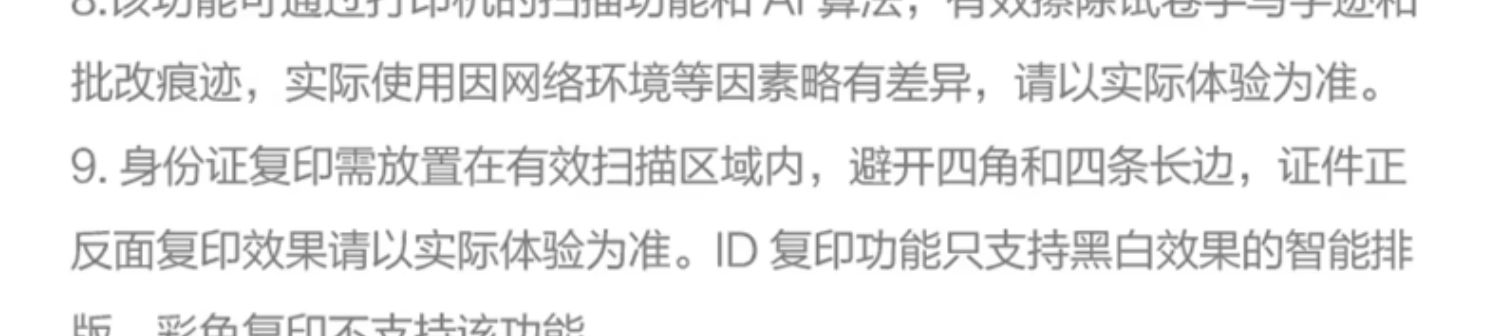 8.该功能可通过打印机的扫描功能和 AI 算法，有效擦除试卷手写字迹和
批改痕迹，实际使用因网络环境等因素略有差异，请以实际体验为准。
9. 身份证复印需放置在有效扫描区域内，避开四角和四条长边，证件正
反面复印效果请以实际体验为准。ID 复印功能只支持黑白效果的智能排
版，彩色复印不支持该功能